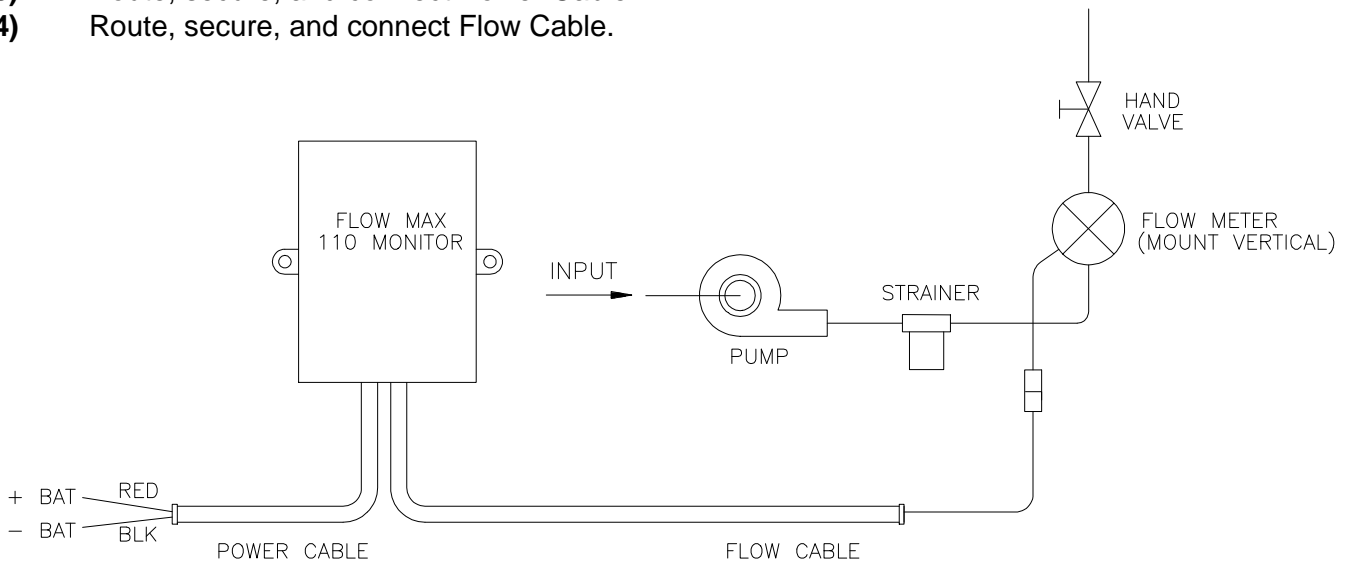 4) Route, secure, and connect Flow Cable.
HAND
VALVE
FLOW MAX
110 MONITOR
FLOW METER
(MOUNT VERTICAL)
INPUT
STRAINER
PUMP
+ BAT RED
- BAT BLK
POWER CABLE
FLOW CABLE